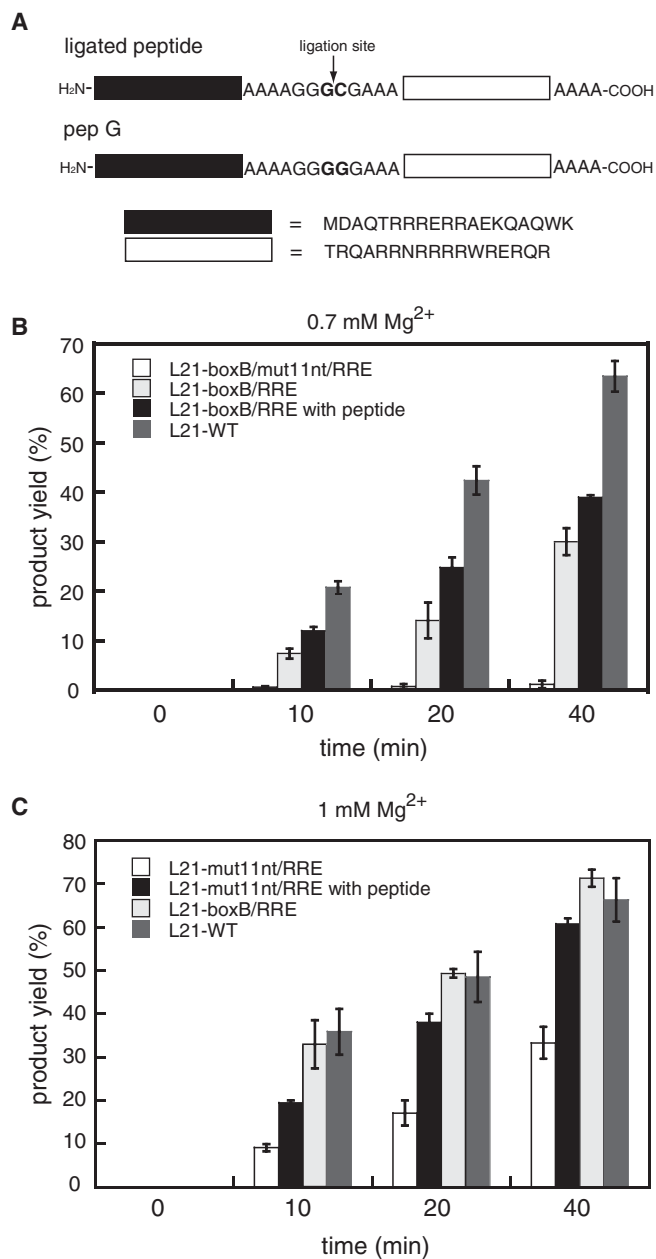 A
ligated peptide
ligation site
H₂N-
AAAAGGGCGAAA
AAAA-COOH
pep G
H₂N-
AAAAGGGGGAAA
AAAA-COOH
= MDAQTRRRERRAEKQAQWK
= TRQARRNRRRRWRERQR
B
0.7 mM Mg²⁺
L21-boxB/mut11nt/RRE
L21-boxB/RRE
L21-boxB/RRE with peptide
L21-WT
product yield (%)
70
60
50
40
30
20
10
0
0 10 20 40
time (min)
C
1 mM Mg²⁺
L21-mut11nt/RRE
L21-mut11nt/RRE with peptide
L21-boxB/RRE
L21-WT
product yield (%)
80
70
60
50
40
30
20
10
0
0 10 20 40
time (min)